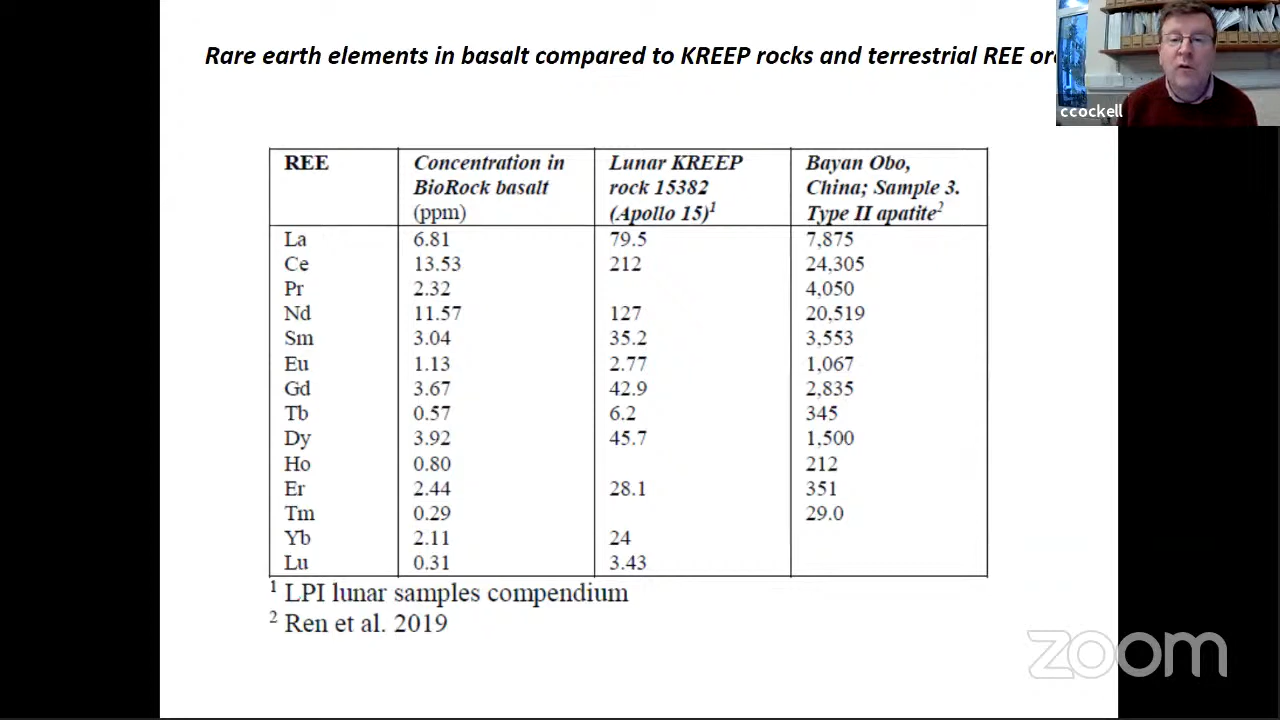 Rare earth elements in basalt compared to KREEP rocks and terrestrial REE
ccockell
REE Concentration in BioRock basalt (ppm) Lunar KREEP rock 15382 (Apollo 15)¹ Bayan Obo, China; Sample 3. Type II apatite²
La 6.81 79.5 7,875
Ce 13.53 212 24,305
Pr 2.32 4,050
Nd 11.57 127 20,519
Sm 3.04 35.2 3,553
Eu 1.13 2.77 1,067
Gd 3.67 42.9 2,835
Tb 0.57 6.2 345
Dy 3.92 45.7 1,500
Ho 0.80 212
Er 2.44 28.1 351
Tm 0.29 29.0
Yb 2.11 24
Lu 0.31 3.43
¹ LPI lunar samples compendium
² Ren et al. 2019
zoom